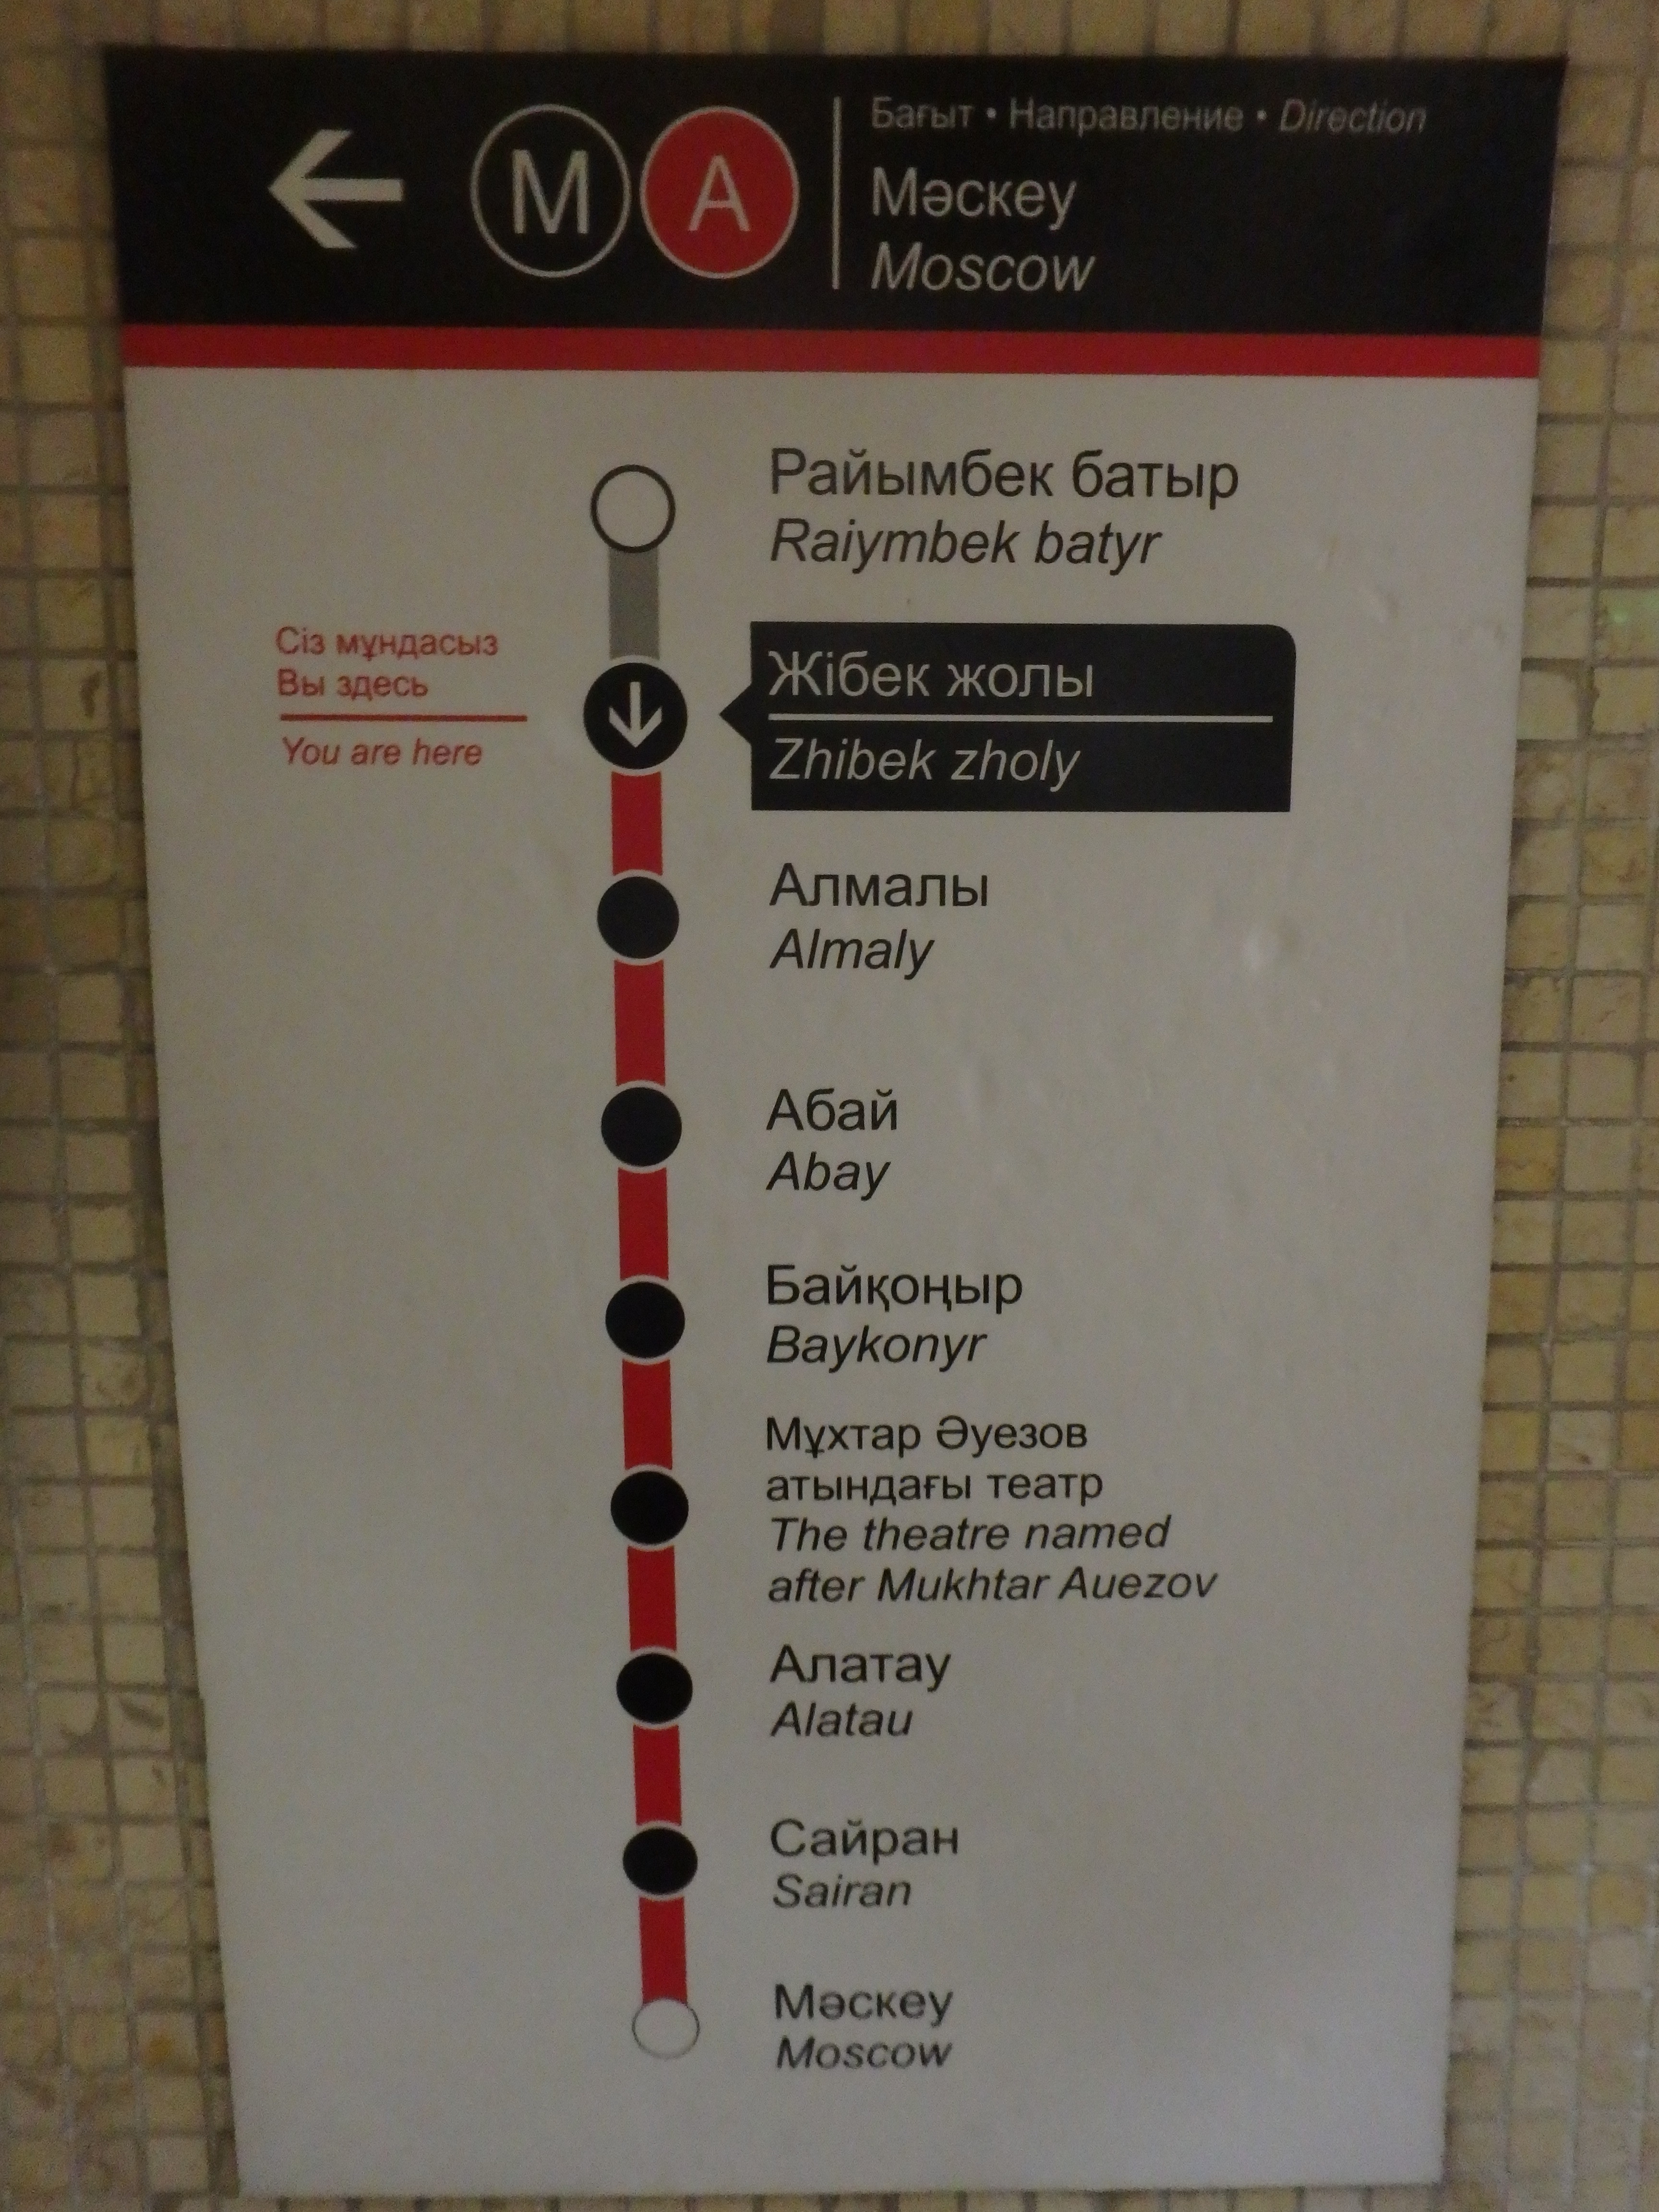 М А
Бағыт • Направление • Direction
Мәскеу
Moscow
Райымбек батыр
Raiymbek batyr
Сіз мұндасыз
Вы здесь
You are here
Жібек жолы
Zhibek zholy
Алмалы
Almaly
Абай
Abay
Байқоңыр
Baykonyr
Мұхтар Әуезов
атындағы театр
The theatre named
after Mukhtar Auezov
Алатау
Alatau
Сайран
Sairan
Мәскеу
Moscow